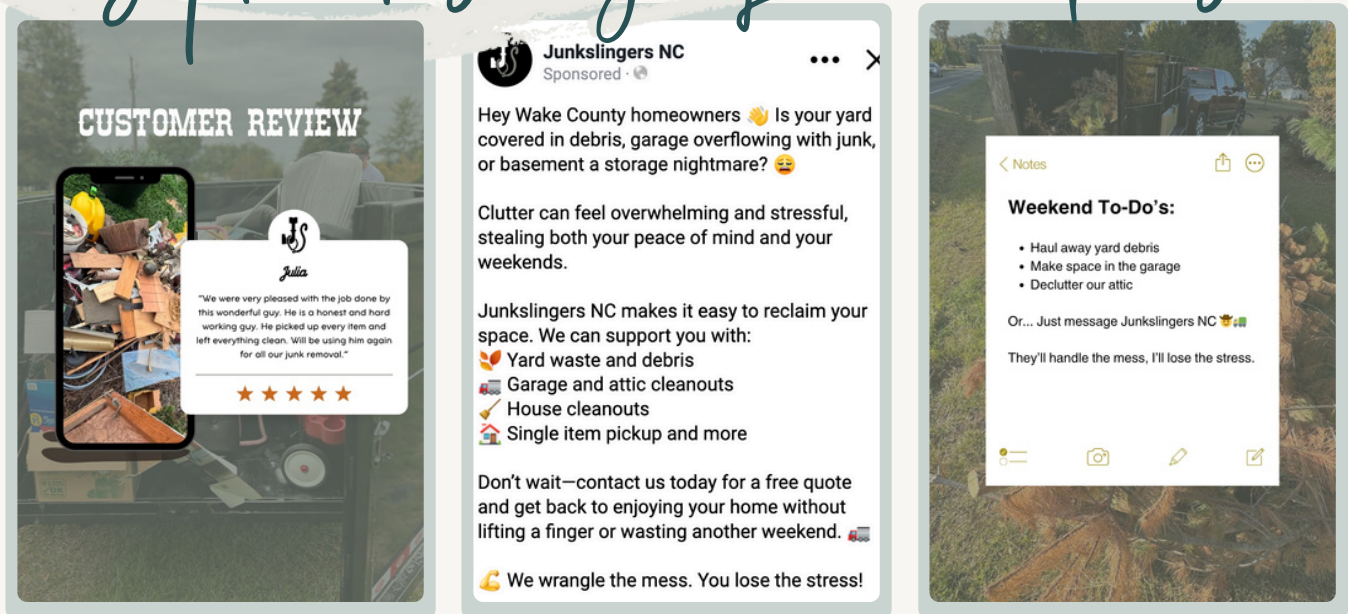 CUSTOMER REVIEW
JS
Julia
"We were very pleased with the job done by
this wonderful guy. He is a honest and hard
working guy. He picked up every item and
left everything clean. Will be using him again
for all our junk removal."
Junkslingers NC
Sponsored ·
Hey Wake County homeowners 👋 Is your yard
covered in debris, garage overflowing with junk,
or basement a storage nightmare? 😩
Clutter can feel overwhelming and stressful,
stealing both your peace of mind and your
weekends.
Junkslingers NC makes it easy to reclaim your
space. We can support you with:
🍂 Yard waste and debris
🚛 Garage and attic cleanouts
🧹 House cleanouts
🏠 Single item pickup and more
Don't wait—contact us today for a free quote
and get back to enjoying your home without
lifting a finger or wasting another weekend. 🚛
💪 We wrangle the mess. You lose the stress!
Notes
Weekend To-Do's:
• Haul away yard debris
• Make space in the garage
• Declutter our attic
Or... Just message Junkslingers NC 🤠🚛
They'll handle the mess, I'll lose the stress.